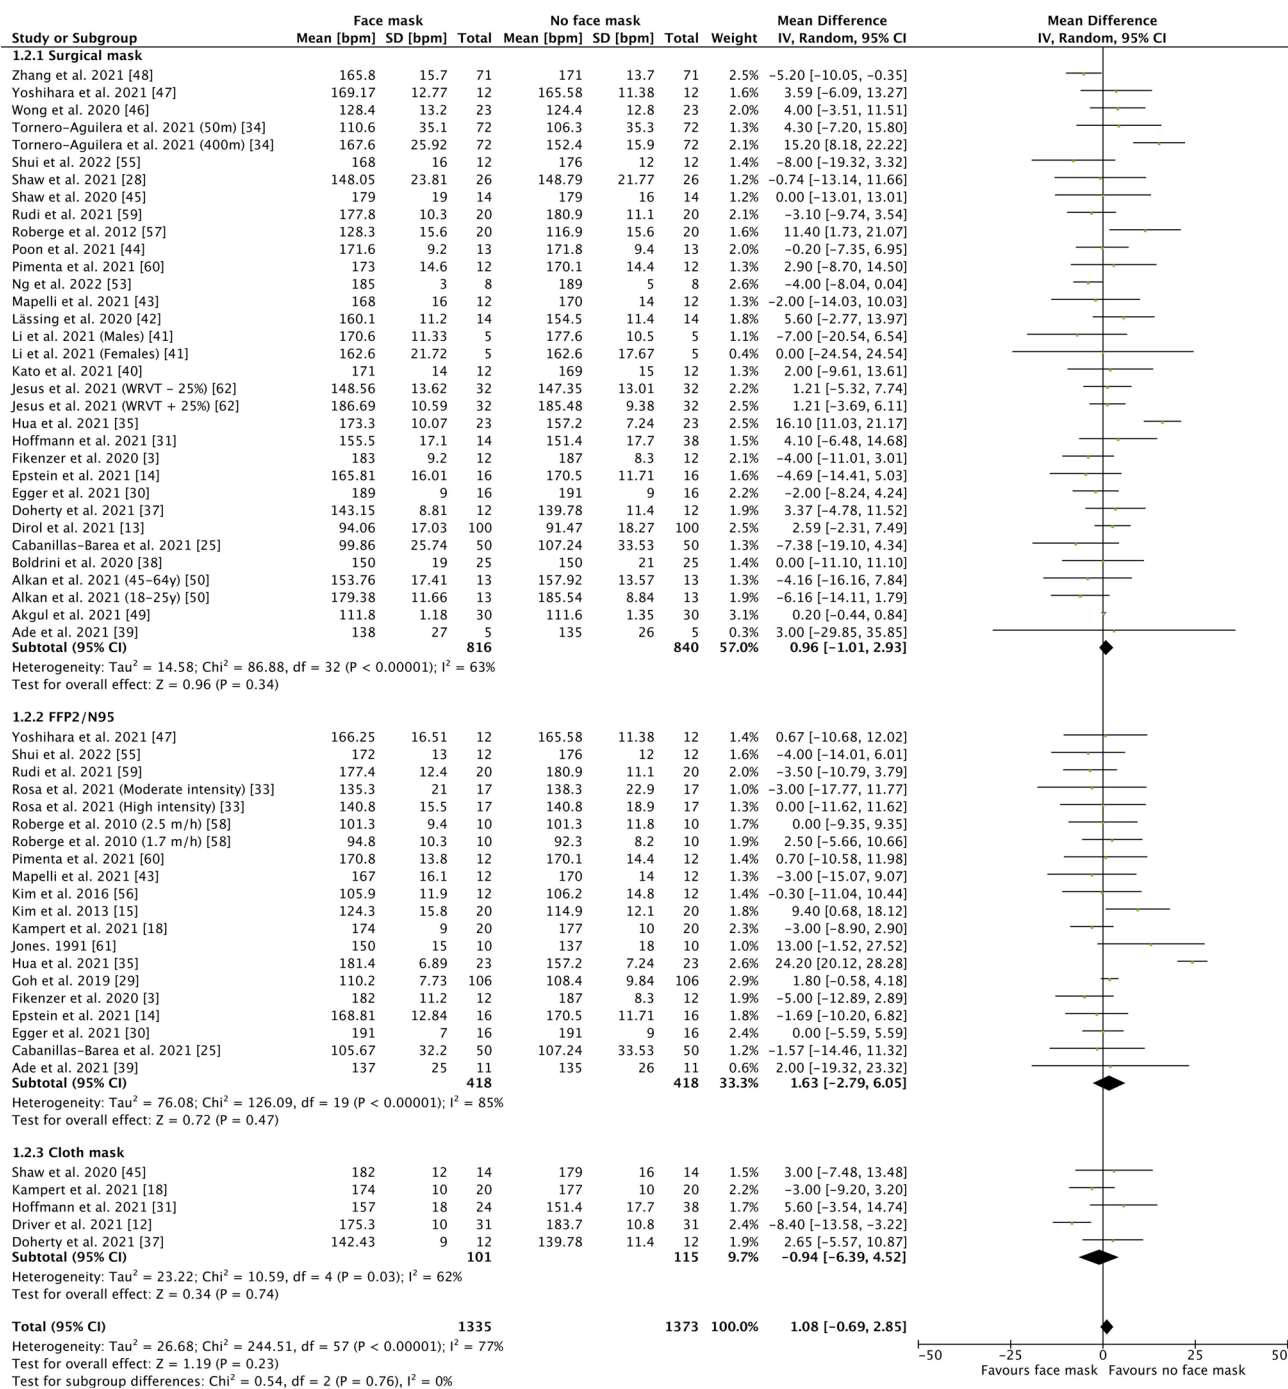 Face mask No face mask Mean Difference Mean Difference
Study or Subgroup Mean [bpm] SD [bpm] Total Mean [bpm] SD [bpm] Total Weight IV, Random, 95% CI IV, Random, 95% CI
1.2.1 Surgical mask
Zhang et al. 2021 [48] 165.8 15.7 71 171 13.7 71 2.5% −5.20 [−10.05, −0.35]
Yoshihara et al. 2021 [47] 169.17 12.77 12 165.58 11.38 12 1.6% 3.59 [−6.09, 13.27]
Wong et al. 2020 [46] 128.4 13.2 23 124.4 12.8 23 2.0% 4.00 [−3.51, 11.51]
Tornero-Aguilera et al. 2021 (50m) [34] 110.6 35.1 72 106.3 35.3 72 1.3% 4.30 [−7.20, 15.80]
Tornero-Aguilera et al. 2021 (400m) [34] 167.6 25.92 72 152.4 15.9 72 2.1% 15.20 [8.18, 22.22]
Shui et al. 2022 [55] 168 16 12 176 12 12 1.4% −8.00 [−19.32, 3.32]
Shaw et al. 2021 [28] 148.05 23.81 26 148.79 21.77 26 1.2% −0.74 [−13.14, 11.66]
Shaw et al. 2020 [45] 179 19 14 179 16 14 1.2% 0.00 [−13.01, 13.01]
Rudi et al. 2021 [59] 177.8 10.3 20 180.9 11.1 20 2.1% −3.10 [−9.74, 3.54]
Roberge et al. 2012 [57] 128.3 15.6 20 116.9 15.6 20 1.6% 11.40 [1.73, 21.07]
Poon et al. 2021 [44] 171.6 9.2 13 171.8 9.4 13 2.0% −0.20 [−7.35, 6.95]
Pimenta et al. 2021 [60] 173 14.6 12 170.1 14.4 12 1.3% 2.90 [−8.70, 14.50]
Ng et al. 2022 [53] 185 3 8 189 5 8 2.7% −4.00 [−8.04, 0.04]
Mapelli et al. 2021 [43] 168 16 12 170 14 12 1.3% −2.00 [−14.03, 10.03]
Lässing et al. 2020 [42] 160.1 11.2 14 154.5 11.4 14 1.8% 5.60 [−2.77, 13.97]
Li et al. 2021 (Males) [41] 170.6 11.33 5 177.6 10.5 5 1.1% −7.00 [−20.54, 6.54]
Li et al. 2021 (Females) [41] 162.6 21.72 5 162.6 17.67 5 0.4% 0.00 [−24.54, 24.54]
Kato et al. 2021 [40] 171 14 12 169 15 12 1.3% 2.00 [−9.61, 13.61]
Jesus et al. 2021 (WRVT − 25%) [62] 148.56 13.62 32 147.35 13.01 32 2.2% 1.21 [−5.32, 7.74]
Jesus et al. 2021 (WRVT + 25%) [62] 186.69 10.59 32 185.48 9.38 32 2.5% 1.21 [−3.69, 6.11]
Hua et al. 2021 [35] 173.3 10.07 23 157.2 7.24 23 2.5% 16.10 [11.03, 21.17]
Hoffmann et al. 2021 [31] 155.5 17.1 14 151.4 17.7 38 1.5% 4.10 [−6.48, 14.68]
Fikenzer et al. 2020 [3] 183 9.2 12 187 8.3 12 2.1% −4.00 [−11.01, 3.01]
Epstein et al. 2021 [14] 165.81 16.01 16 170.5 11.71 16 1.6% −4.69 [−14.41, 5.03]
Egger et al. 2021 [30] 189 9 16 191 9 16 2.2% −2.00 [−8.24, 4.24]
Doherty et al. 2021 [37] 143.15 8.81 12 139.78 11.4 12 1.9% 3.37 [−4.78, 11.52]
Dirol et al. 2021 [13] 94.06 17.03 100 91.47 18.27 100 2.5% 2.59 [−2.31, 7.49]
Cabanillas-Barea et al. 2021 [25] 99.86 25.74 50 107.24 33.53 50 1.3% −7.38 [−19.10, 4.34]
Boldrini et al. 2020 [38] 150 19 25 150 21 25 1.4% 0.00 [−11.10, 11.10]
Alkan et al. 2021 (45-64y) [50] 153.76 17.41 13 157.92 13.57 13 1.3% −4.16 [−16.16, 7.84]
Alkan et al. 2021 (18-25y) [50] 179.38 11.66 13 185.54 8.84 13 1.9% −6.16 [−14.11, 1.79]
Akgul et al. 2021 [49] 111.8 1.18 30 111.6 1.35 30 3.1% 0.20 [−0.44, 0.84]
Ade et al. 2021 [39] 138 27 5 135 26 5 0.3% 3.00 [−29.85, 35.85]
Subtotal (95% CI) 816 840 57.0% 0.96 [−1.01, 2.93]
Heterogeneity: Tau² = 14.58; Chi² = 86.88, df = 32 (P < 0.00001); I² = 63%
Test for overall effect: Z = 0.96 (P = 0.34)
1.2.2 FFP2/N95
Yoshihara et al. 2021 [47] 166.25 16.51 12 165.58 11.38 12 1.4% 0.67 [−10.68, 12.02]
Shui et al. 2022 [55] 172 13 12 176 12 12 1.6% −4.00 [−14.01, 6.01]
Rudi et al. 2021 [59] 177.4 12.4 20 180.9 11.1 20 2.0% −3.50 [−10.79, 3.79]
Rosa et al. 2021 (Moderate intensity) [33] 135.3 21 17 138.3 22.9 17 1.0% −3.00 [−17.77, 11.77]
Rosa et al. 2021 (High intensity) [33] 140.8 15.5 17 140.8 18.9 17 1.3% 0.00 [−11.62, 11.62]
Roberge et al. 2010 (2.5 m/h) [58] 101.3 9.4 10 101.3 11.8 10 1.7% 0.00 [−9.35, 9.35]
Roberge et al. 2010 (1.7 m/h) [58] 94.8 10.3 10 92.3 8.2 10 1.9% 2.50 [−5.66, 10.66]
Pimenta et al. 2021 [60] 170.8 13.8 12 170.1 14.4 12 1.4% 0.70 [−10.58, 11.98]
Mapelli et al. 2021 [43] 167 16.1 12 170 14 12 1.2% −3.00 [−15.07, 9.07]
Kim et al. 2016 [56] 105.9 11.9 12 106.2 14.8 12 1.5% −0.30 [−11.04, 10.44]
Kim et al. 2013 [15] 124.3 15.8 20 114.9 12.1 20 1.8% 9.40 [0.68, 18.12]
Kampert et al. 2021 [18] 174 9 20 177 10 20 2.3% −3.00 [−8.90, 2.90]
Jones. 1991 [61] 150 15 10 137 18 10 1.0% 13.00 [−1.52, 27.52]
Hua et al. 2021 [35] 181.4 6.89 23 157.2 7.24 23 2.6% 24.20 [20.12, 28.28]
Goh et al. 2019 [29] 110.2 7.73 106 108.4 9.84 106 2.9% 1.80 [−0.58, 4.18]
Fikenzer et al. 2020 [3] 182 11.2 12 187 8.3 12 1.9% −5.00 [−12.89, 2.89]
Epstein et al. 2021 [14] 168.81 12.84 16 170.5 11.71 16 1.8% −1.69 [−10.20, 6.82]
Egger et al. 2021 [30] 191 7 16 191 9 16 2.4% 0.00 [−5.59, 5.59]
Cabanillas-Barea et al. 2021 [25] 105.67 32.2 50 107.24 33.53 50 1.2% −1.57 [−14.46, 11.32]
Ade et al. 2021 [39] 137 25 11 135 26 11 0.6% 2.00 [−19.32, 23.32]
Subtotal (95% CI) 418 418 33.3% 1.63 [−2.79, 6.05]
Heterogeneity: Tau² = 76.08; Chi² = 126.09, df = 19 (P < 0.00001); I² = 85%
Test for overall effect: Z = 0.72 (P = 0.47)
1.2.3 Cloth mask
Shaw et al. 2020 [45] 182 12 14 179 16 14 1.5% 3.00 [−7.48, 13.48]
Kampert et al. 2021 [18] 174 10 20 177 10 20 2.2% −3.00 [−9.20, 3.20]
Hoffmann et al. 2021 [31] 157 18 24 151.4 17.7 38 1.7% 5.60 [−3.54, 14.74]
Driver et al. 2021 [12] 175.3 10 31 183.7 10.8 31 2.4% −8.40 [−13.58, −3.22]
Doherty et al. 2021 [37] 142.43 9 12 139.78 11.4 12 1.9% 2.65 [−5.57, 10.87]
Subtotal (95% CI) 101 115 9.7% −0.94 [−6.39, 4.52]
Heterogeneity: Tau² = 23.22; Chi² = 10.59, df = 4 (P = 0.03); I² = 62%
Test for overall effect: Z = 0.34 (P = 0.74)
Total (95% CI) 1335 1373 100.0% 1.08 [−0.69, 2.85]
Heterogeneity: Tau² = 26.68; Chi² = 244.51, df = 57 (P < 0.00001); I² = 77%
Test for overall effect: Z = 1.19 (P = 0.23)
Test for subgroup differences: Chi² = 0.54, df = 2 (P = 0.76), I² = 0%
−50 −25 0 25 50
Favours face mask Favours no face mask